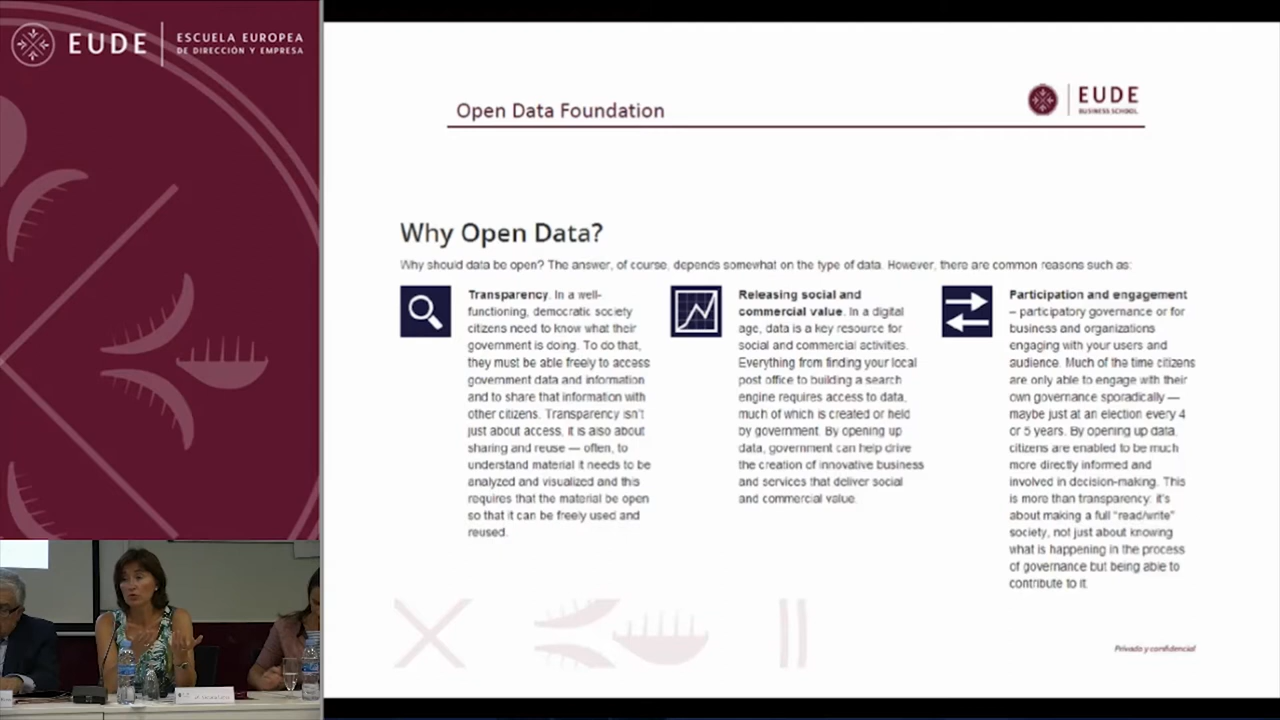 EUDE
ESCUELA EUROPEA
DE DIRECCIÓN Y EMPRESA
Open Data Foundation
EUDE
BUSINESS SCHOOL
Why Open Data?
Why should data be open? The answer, of course, depends somewhat on the type of data. However, there are common reasons such as:
Transparency. In a well-
functioning, democratic society
citizens need to know what their
government is doing. To do that,
they must be able freely to access
government data and information
and to share that information with
other citizens. Transparency isn't
just about access, it is also about
sharing and reuse — often, to
understand material it needs to be
analyzed and visualized and this
requires that the material be open
so that it can be freely used and
reused.
Releasing social and
commercial value. In a digital
age, data is a key resource for
social and commercial activities.
Everything from finding your local
post office to building a search
engine requires access to data,
much of which is created or held
by government. By opening up
data, government can help drive
the creation of innovative business
and services that deliver social
and commercial value.
Participation and engagement
– participatory governance or for
business and organizations
engaging with your users and
audience. Much of the time citizens
are only able to engage with their
own governance sporadically —
maybe just at an election every 4
or 5 years. By opening up data,
citizens are enabled to be much
more directly informed and
involved in decision-making. This
is more than transparency: it's
about making a full "read/write"
society, not just about knowing
what is happening in the process
of governance but being able to
contribute to it.
Privado y confidencial